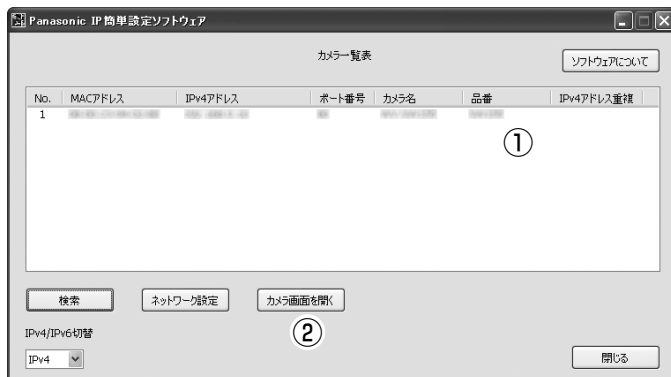 Panasonic IP簡単設定ソフトウェア
カメラ一覧表
ソフトウェアについて
No. MACアドレス IPv4アドレス ポート番号 カメラ名 品番 IPv4アドレス重複
1
①
検索 ネットワーク設定 カメラ画面を開く
②
IPv4/IPv6切替
IPv4
閉じる